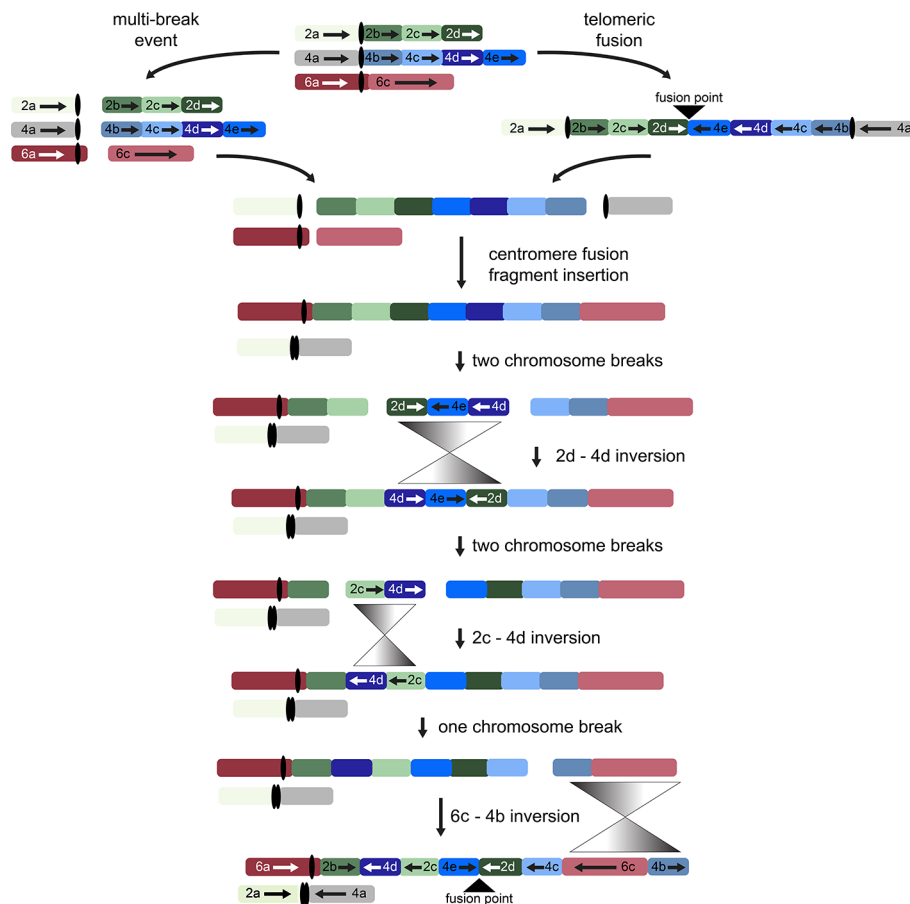 multi-break
event
telomeric
fusion
2a 2b 2c 2d
4a 4b 4c 4d 4e
6a 6c
fusion point
2a 2b 2c 2d
4a 4b 4c 4d 4e
6a 6c
2a 2b 2c 2d 4e 4d 4c 4b 4a
centromere fusion
fragment insertion
two chromosome breaks
2d 4e 4d
2d - 4d inversion
4d 4e 2d
two chromosome breaks
2c 4d
2c - 4d inversion
4d 2c
one chromosome break
6c - 4b inversion
6a 2b 4d 2c 4e 2d 4c 6c 4b
2a 4a
fusion point